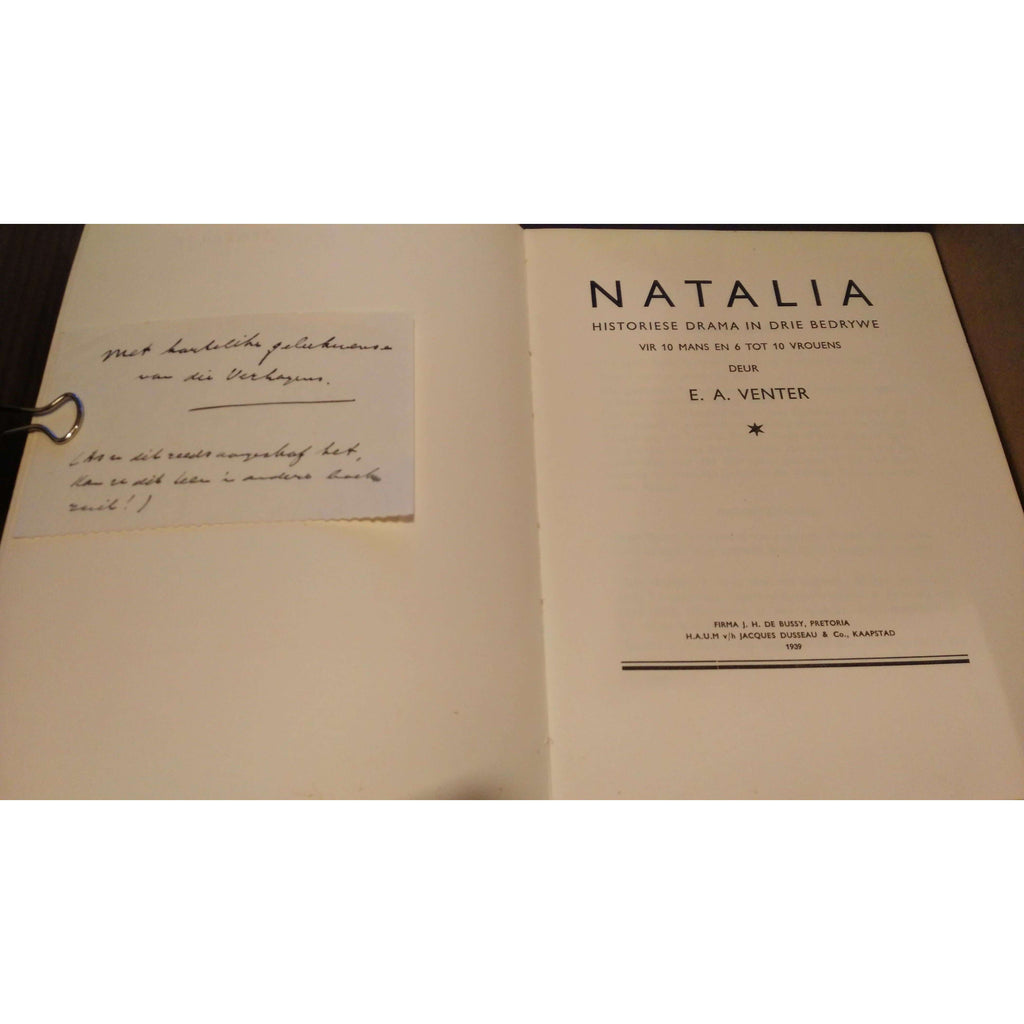 Met hartelike gelukwense
van die Verhagens.
(As u dit reeds aangeskaf het,
kan u dit teen 'n andere boek
ruil!)
NATALIA
HISTORIESE DRAMA IN DRIE BEDRYWE
VIR 10 MANS EN 6 TOT 10 VROUENS
DEUR
E. A. VENTER
FIRMA J. H. DE BUSSY, PRETORIA
H.A.U.M v/h JACQUES DUSSEAU & Co., KAAPSTAD
1939